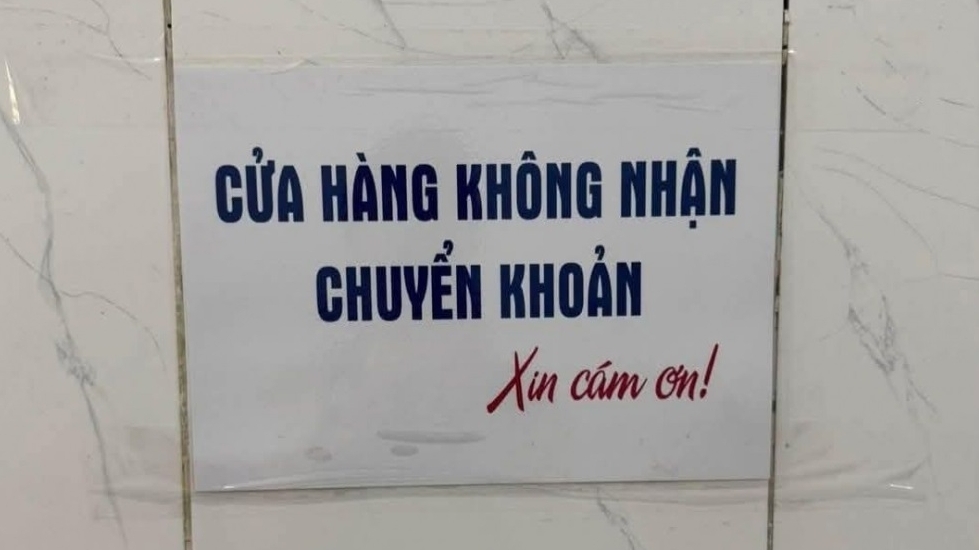 CỬA HÀNG KHÔNG NHẬN
CHUYỂN KHOẢN
Xin cám ơn!